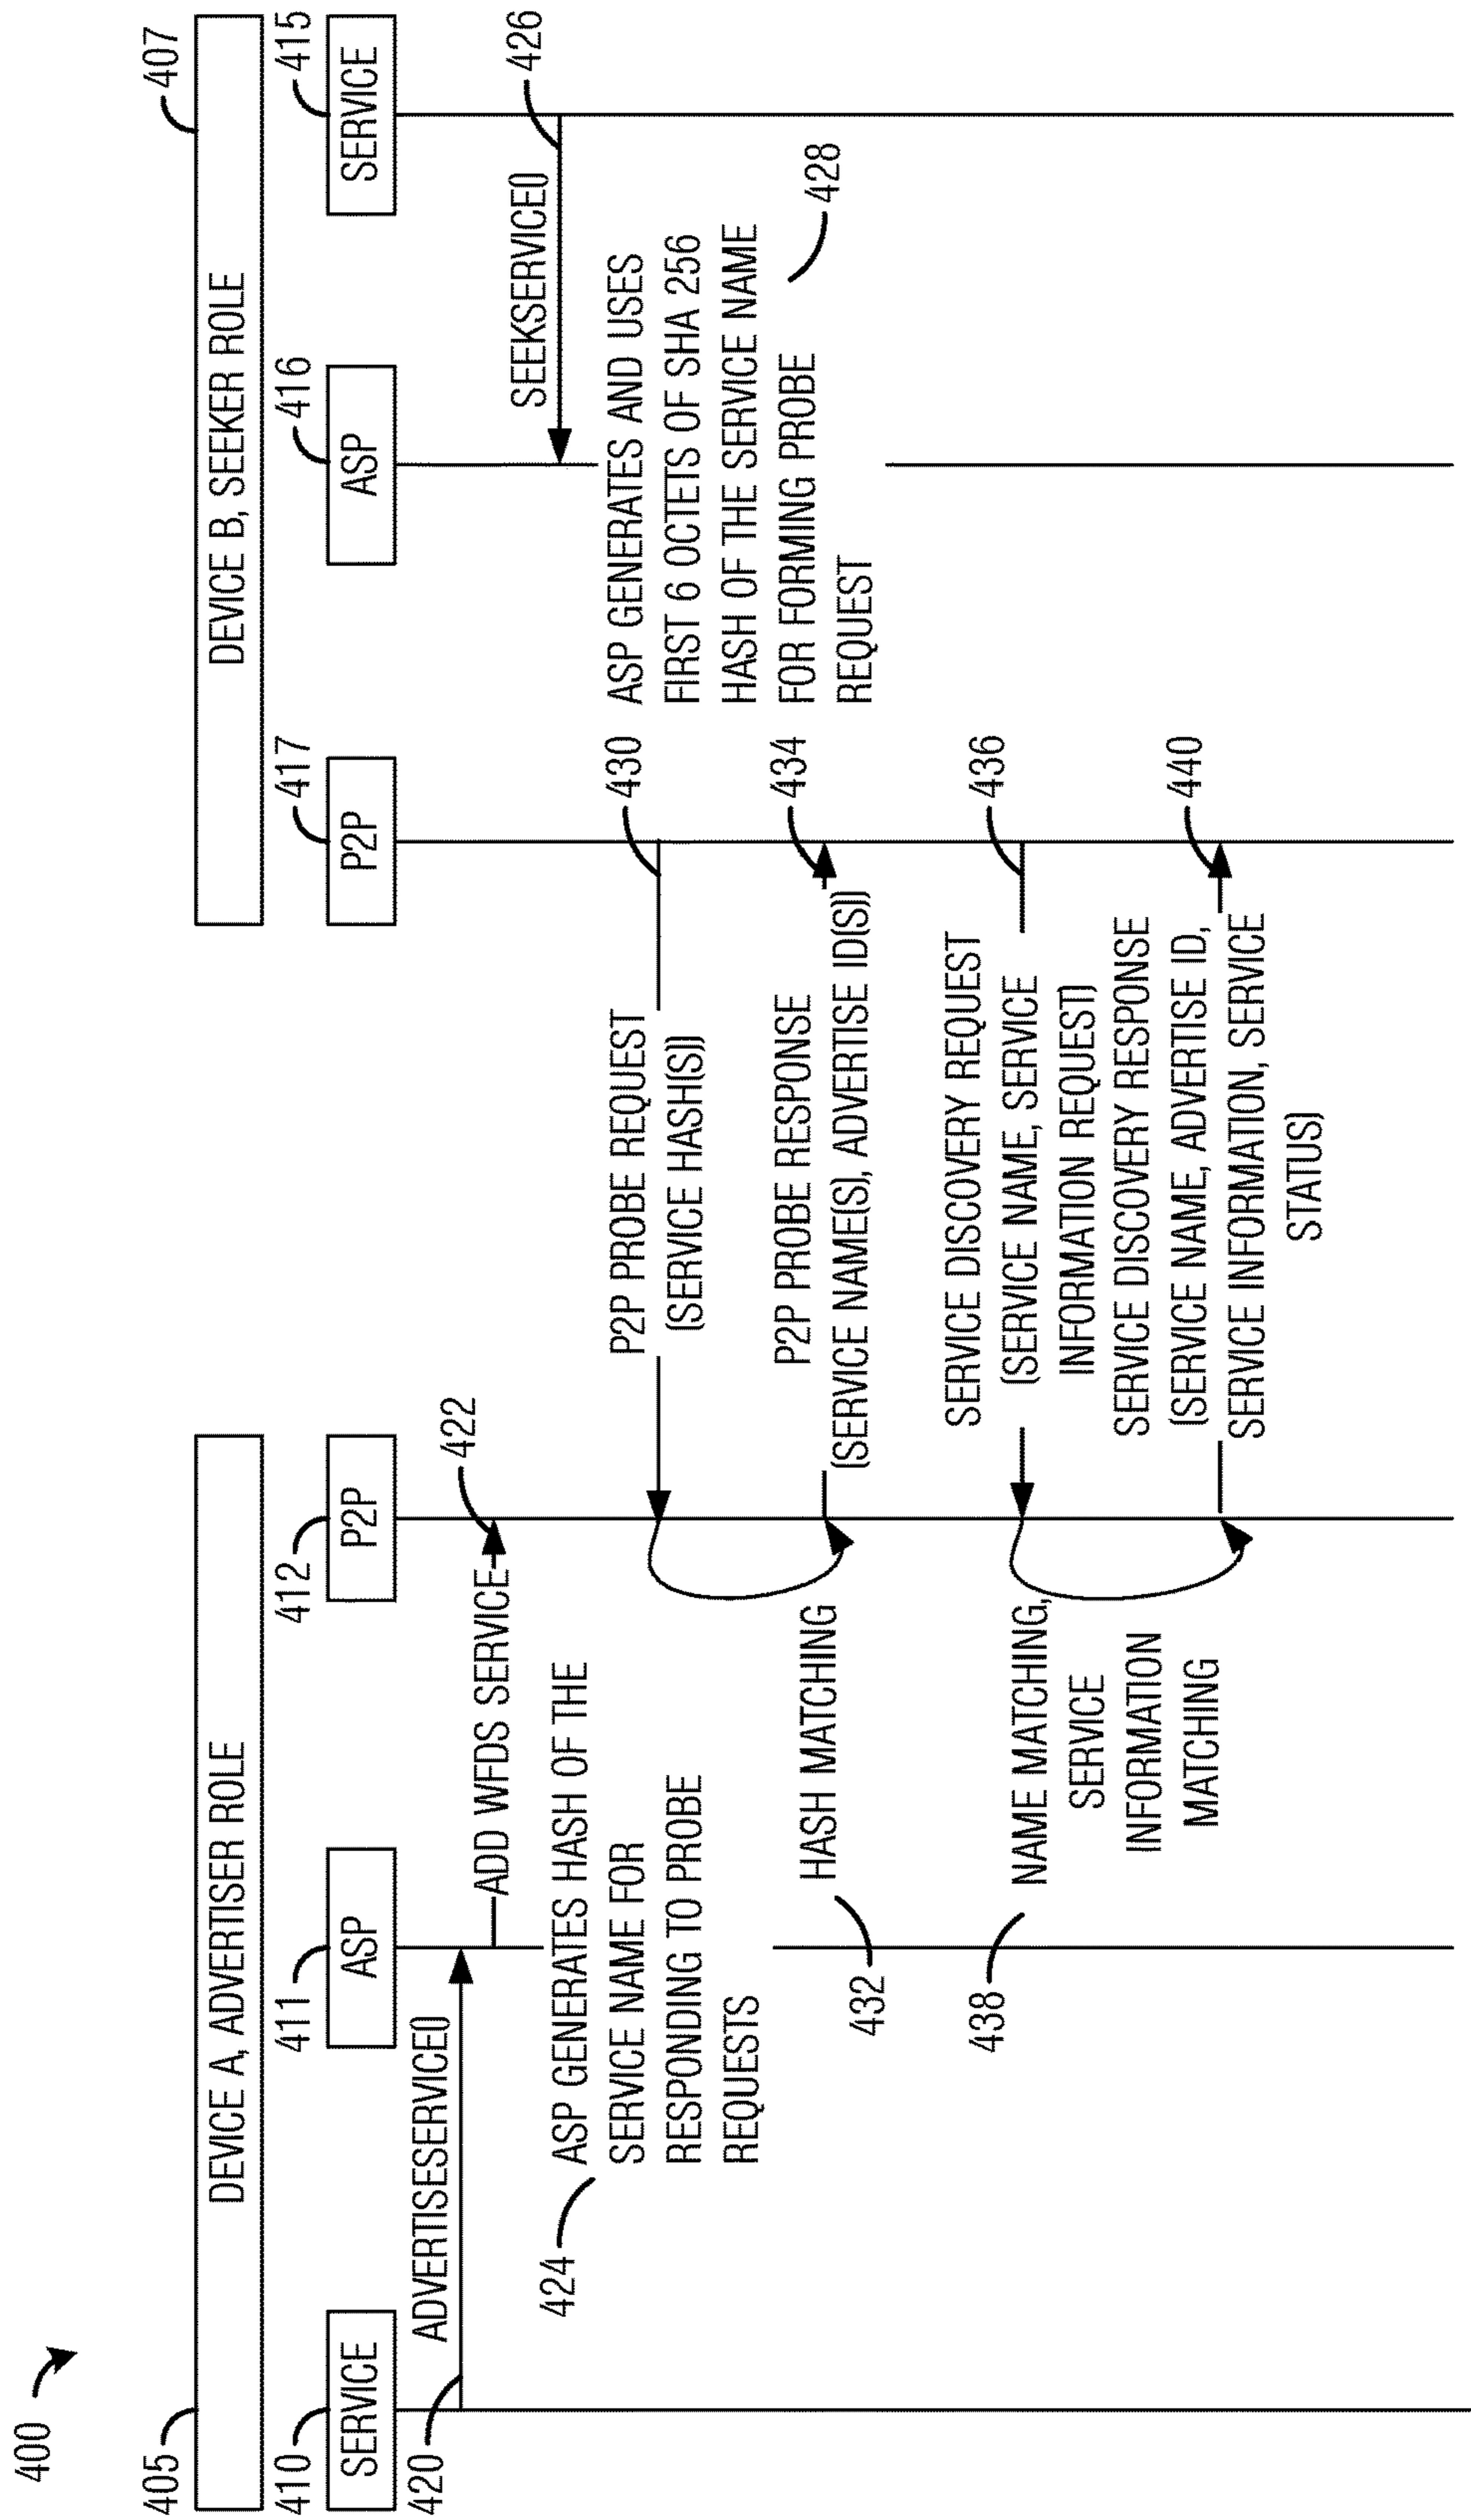 400
405
DEVICE A, ADVERTISER ROLE
407
DEVICE B, SEEKER ROLE
410
SERVICE
411
ASP
412
P2P
417
P2P
416
ASP
415
SERVICE
420
ADVERTISESERVICE()
ADD WFDS SERVICE
422
SEEKSERVICE()
426
424
ASP GENERATES HASH OF THE
SERVICE NAME FOR
RESPONDING TO PROBE
REQUESTS
ASP GENERATES AND USES
FIRST 6 OCTETS OF SHA 256
HASH OF THE SERVICE NAME
FOR FORMING PROBE
REQUEST
428
P2P PROBE REQUEST
(SERVICE HASH(S))
430
432
HASH MATCHING
P2P PROBE RESPONSE
(SERVICE NAME(S), ADVERTISE ID(S))
434
SERVICE DISCOVERY REQUEST
(SERVICE NAME, SERVICE
INFORMATION REQUEST)
436
438
NAME MATCHING,
SERVICE
INFORMATION
MATCHING
SERVICE DISCOVERY RESPONSE
(SERVICE NAME, ADVERTISE ID,
SERVICE INFORMATION, SERVICE
STATUS)
440